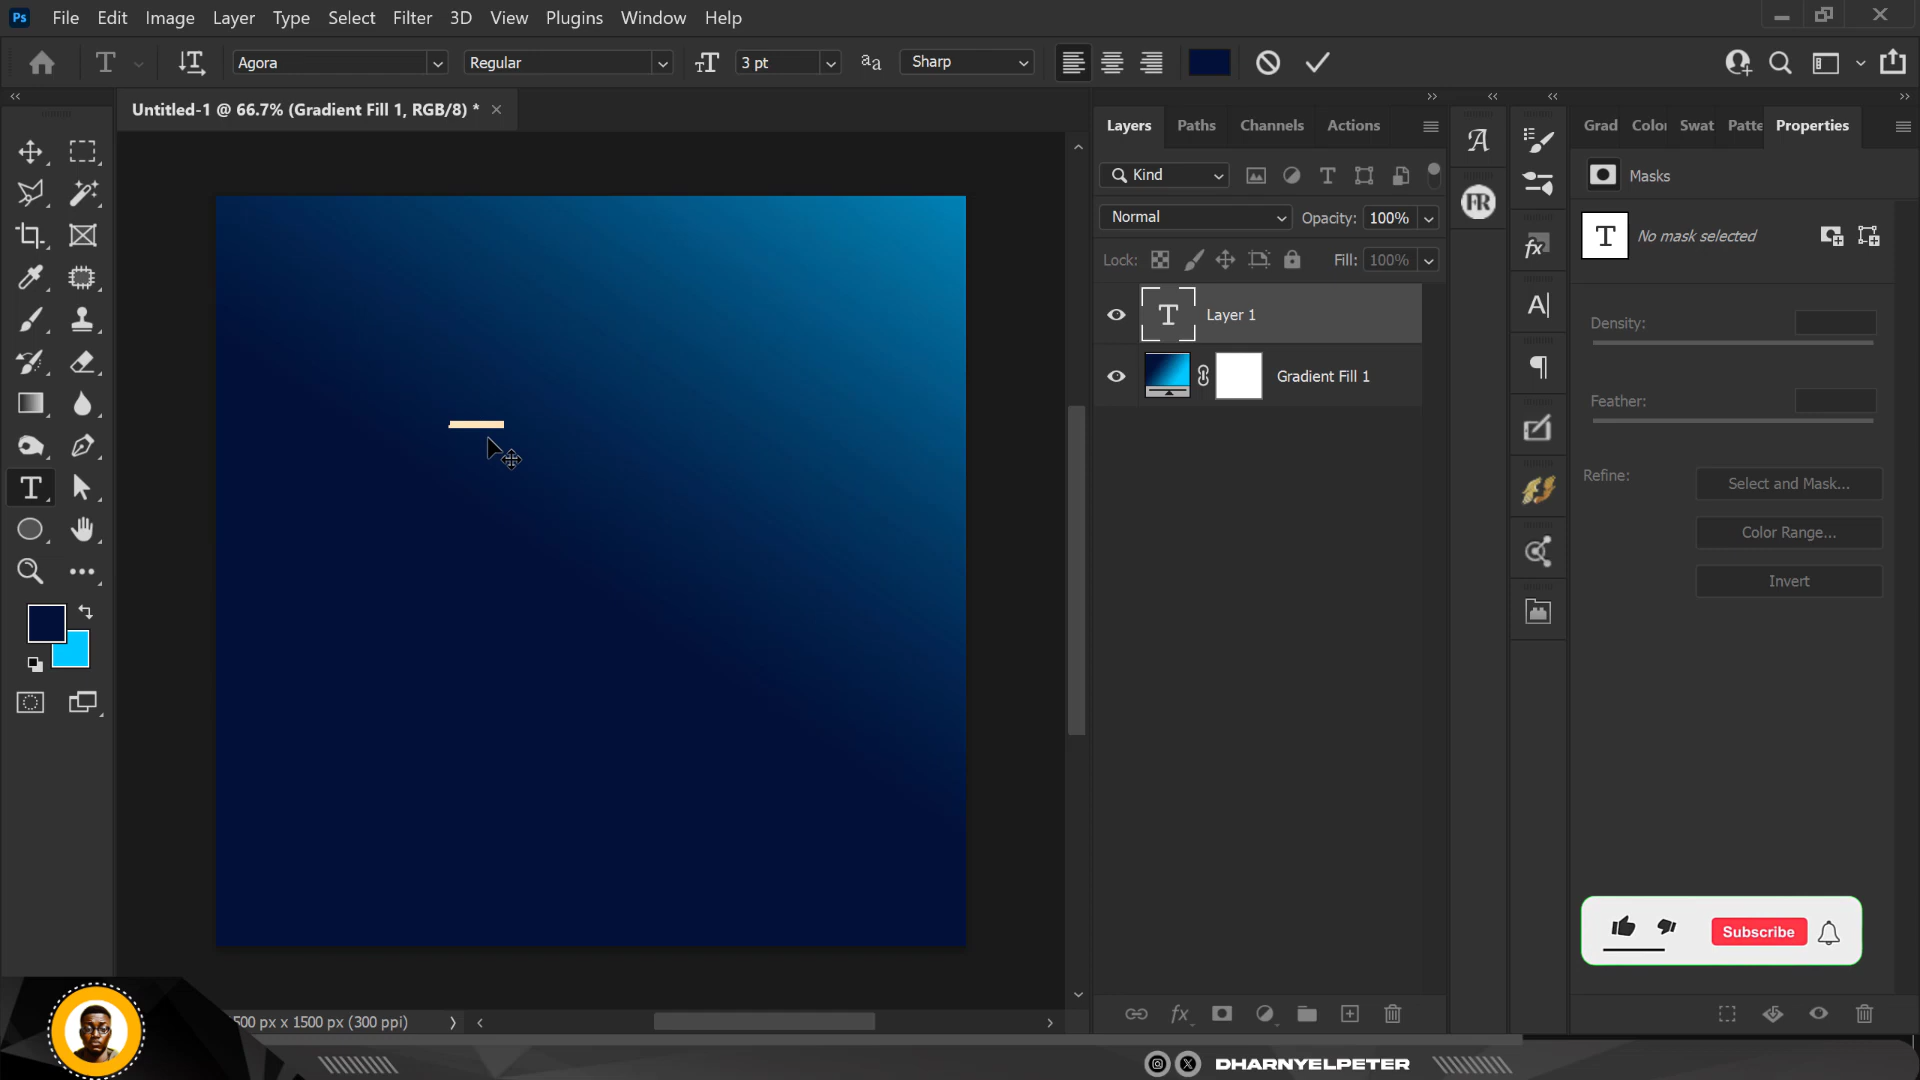 Ps File Edit Image Layer Type Select Filter 3D View Plugins Window Help
T Agora Regular 3 pt aa Sharp
Untitled-1 @ 66.7% (Gradient Fill 1, RGB/8) * ×
Layers Paths Channels Actions
Grad Color Swat Patte Properties
Kind
Masks
Normal Opacity: 100%
T No mask selected
Lock: Fill: 100%
T Layer 1
Gradient Fill 1
Density:
Feather:
Refine: Select and Mask...
Color Range...
Invert
Subscribe
500 px x 1500 px (300 ppi)
DHARNYELPETER